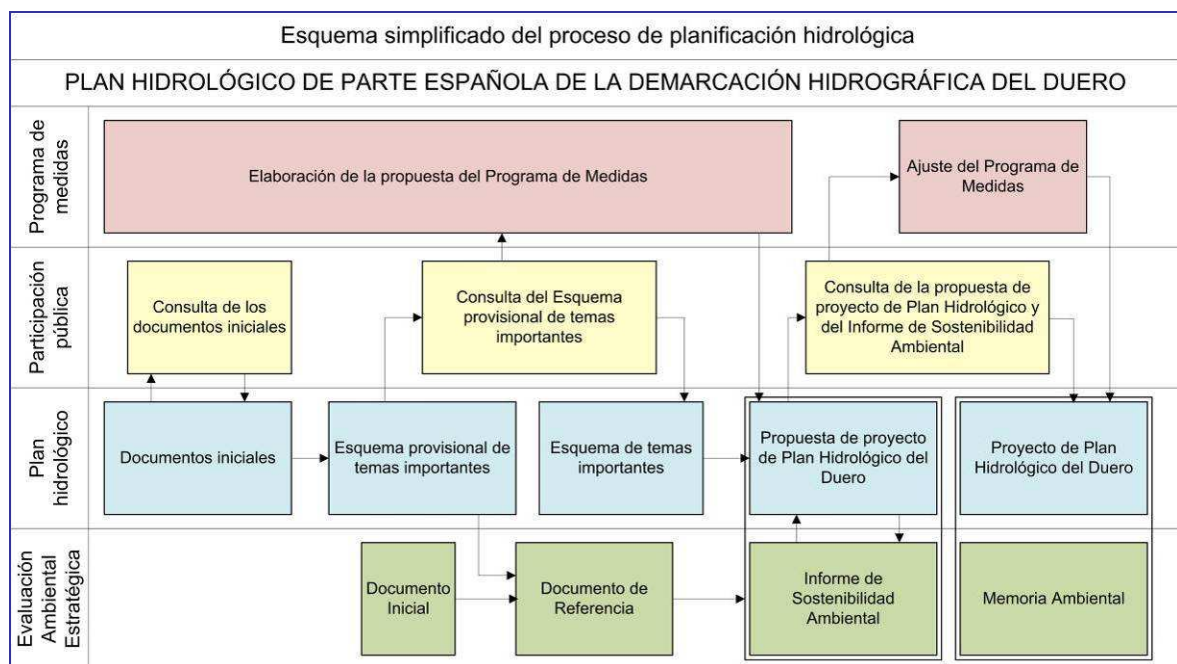 Esquema simplificado del proceso de planificación hidrológica
PLAN HIDROLÓGICO DE PARTE ESPAÑOLA DE LA DEMARCACIÓN HIDROGRÁFICA DEL DUERO
Programa de
medidas
Elaboración de la propuesta del Programa de Medidas
Ajuste del Programa de
Medidas
Participación
pública
Consulta de los
documentos iniciales
Consulta del Esquema
provisional de temas
importantes
Consulta de la propuesta de
proyecto de Plan Hidrológico y
del Informe de Sostenibilidad
Ambiental
Plan
hidrológico
Documentos iniciales
Esquema provisional de
temas importantes
Esquema de temas
importantes
Propuesta de proyecto
de Plan Hidrológico del
Duero
Proyecto de Plan
Hidrológico del Duero
Evaluación
Ambiental
Estratégica
Documento
Inicial
Documento de
Referencia
Informe de
Sostenibilidad
Ambiental
Memoria Ambiental